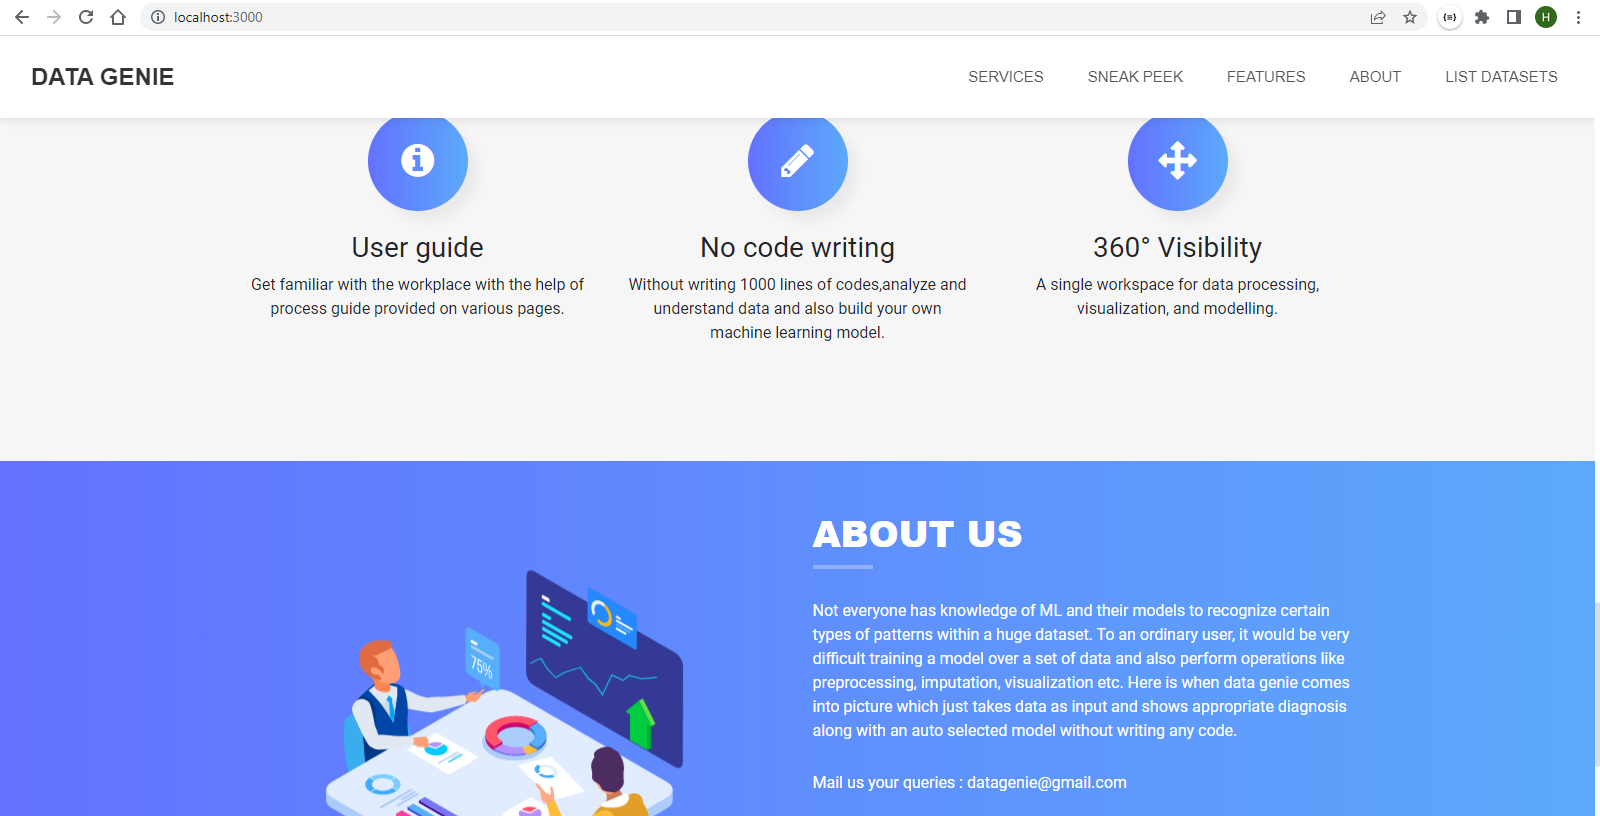 localhost:3000
H
DATA GENIE
SERVICES
SNEAK PEEK
FEATURES
ABOUT
LIST DATASETS
User guide
Get familiar with the workplace with the help of
process guide provided on various pages.
No code writing
Without writing 1000 lines of codes,analyze and
understand data and also build your own
machine learning model.
360° Visibility
A single workspace for data processing,
visualization, and modelling.
75%
ABOUT US
Not everyone has knowledge of ML and their models to recognize certain
types of patterns within a huge dataset. To an ordinary user, it would be very
difficult training a model over a set of data and also perform operations like
preprocessing, imputation, visualization etc. Here is when data genie comes
into picture which just takes data as input and shows appropriate diagnosis
along with an auto selected model without writing any code.
Mail us your queries : datagenie@gmail.com